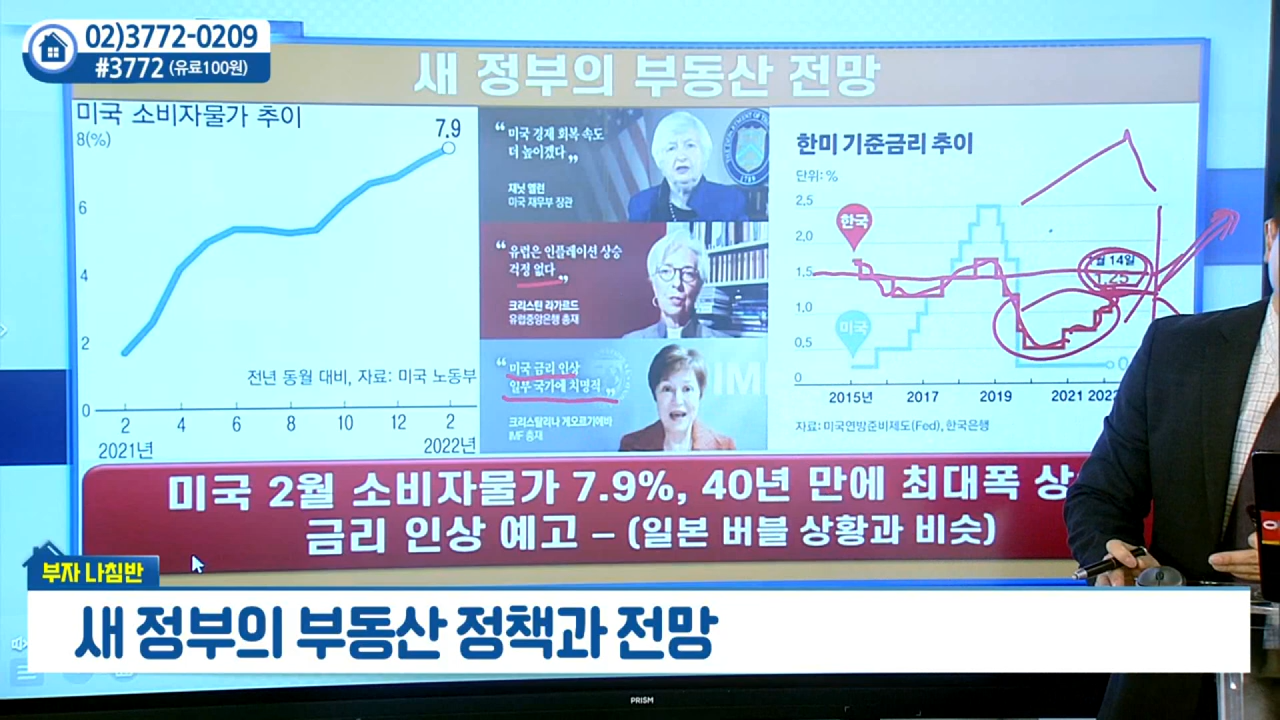 02)3772-0209
#3772 (유료100원)
새 정부의 부동산 전망
미국 소비자물가 추이
8(%)
7.9
6
4
2
0
2 4 6 8 10 12 2
2021년 2022년
전년 동월 대비, 자료: 미국 노동부
“미국 경제 회복 속도
더 높이겠다”
재닛 옐런
미국 재무부 장관
“유럽은 인플레이션 상승
걱정 없다”
크리스틴 라가르드
유럽중앙은행 총재
“미국 금리 인상
일부 국가에 치명적”
크리스탈리나 게오르기에바
IMF 총재
한미 기준금리 추이
단위: %
2,5
2,0
1,5
1,0
0,5
0
한국
미국
월 14일
1.25
0
2015년 2017 2019 2021 2022
자료: 미국연방준비제도(Fed), 한국은행
미국 2월 소비자물가 7.9%, 40년 만에 최대폭
금리 인상 예고 – (일본 버블 상황과 비슷)
부자 나침반
새 정부의 부동산 정책과 전망
PRISM